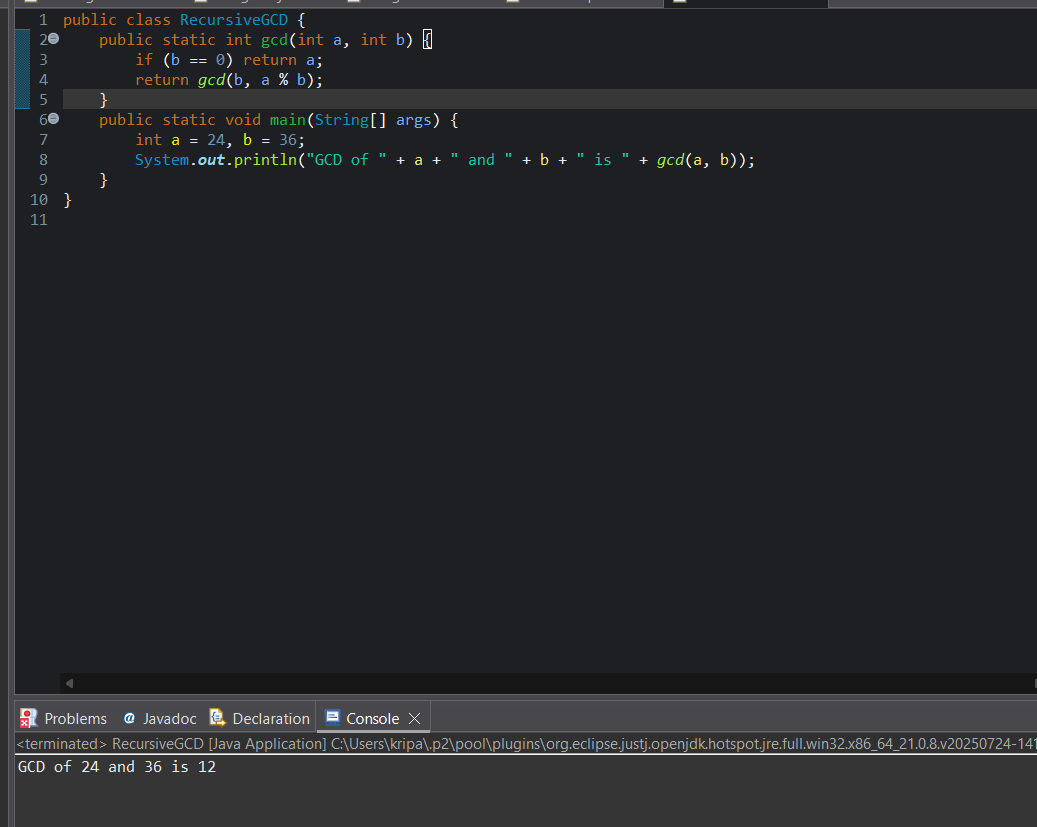 1 public class RecursiveGCD {
2 public static int gcd(int a, int b) {
3 if (b == 0) return a;
4 return gcd(b, a % b);
5 }
6 public static void main(String[] args) {
7 int a = 24, b = 36;
8 System.out.println("GCD of " + a + " and " + b + " is " + gcd(a, b));
9 }
10 }
11
Problems @ Javadoc Declaration Console
<terminated> RecursiveGCD [Java Application] C:\Users\kripa\.p2\pool\plugins\org.eclipse.justj.openjdk.hotspot.jre.full.win32.x86_64_21.0.8.v20250724-141
GCD of 24 and 36 is 12